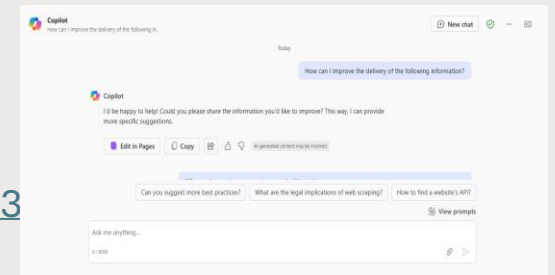 Copilot
How can I improve the delivery of the following in...
New chat
Today
How can I improve the delivery of the following information?
Copilot
I'd be happy to help! Could you please share the information you'd like to improve? This way, I can provide
more specific suggestions.
Edit in Pages
Copy
AI-generated content may be incorrect
Can you suggest more best practices?
What are the legal implications of web scraping?
How to find a website's API?
3
View prompts
Ask me anything...